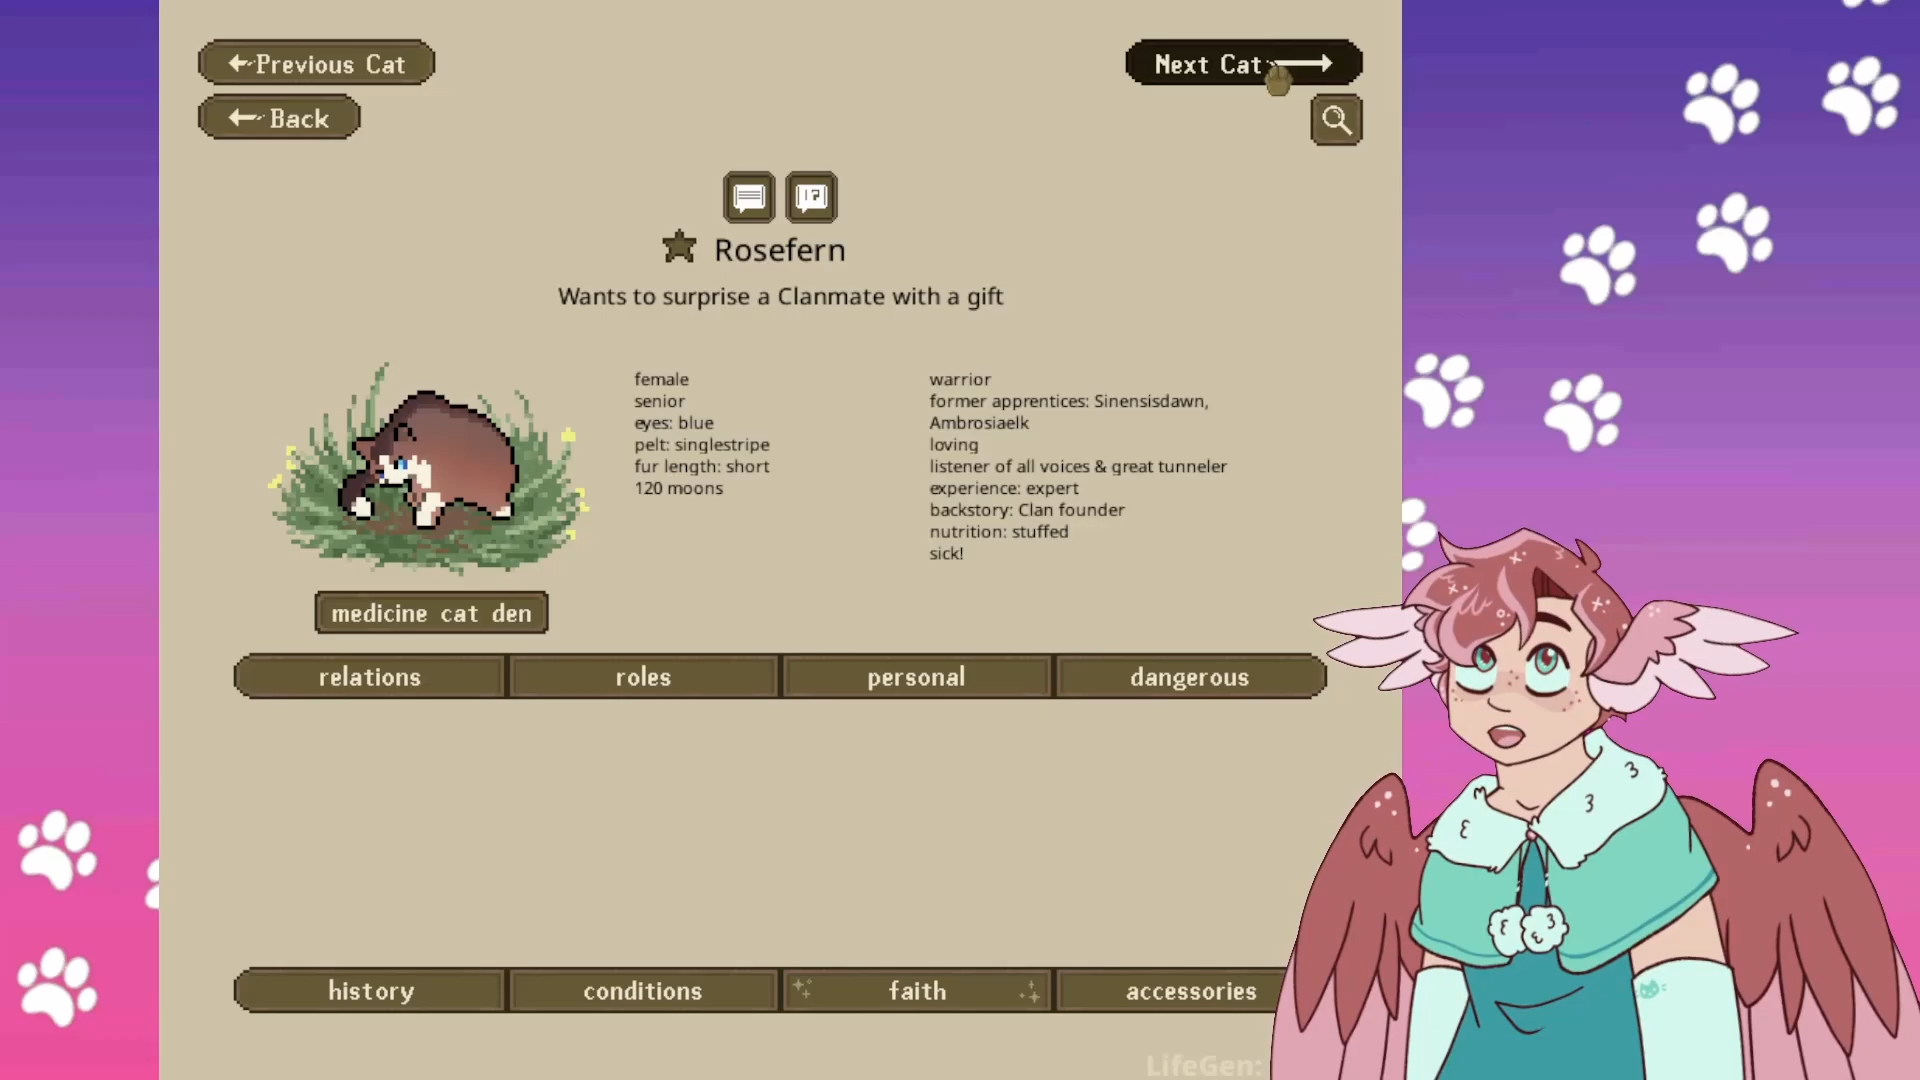 Previous Cat
Next Cat
Back
Rosefern
Wants to surprise a Clanmate with a gift
female
senior
eyes: blue
pelt: singlestripe
fur length: short
120 moons
warrior
former apprentices: Sinensisdawn,
Ambrosiaelk
loving
listener of all voices & great tunneler
experience: expert
backstory: Clan founder
nutrition: stuffed
sick!
medicine cat den
relations
roles
personal
dangerous
history
conditions
faith
accessories
LifeGen: